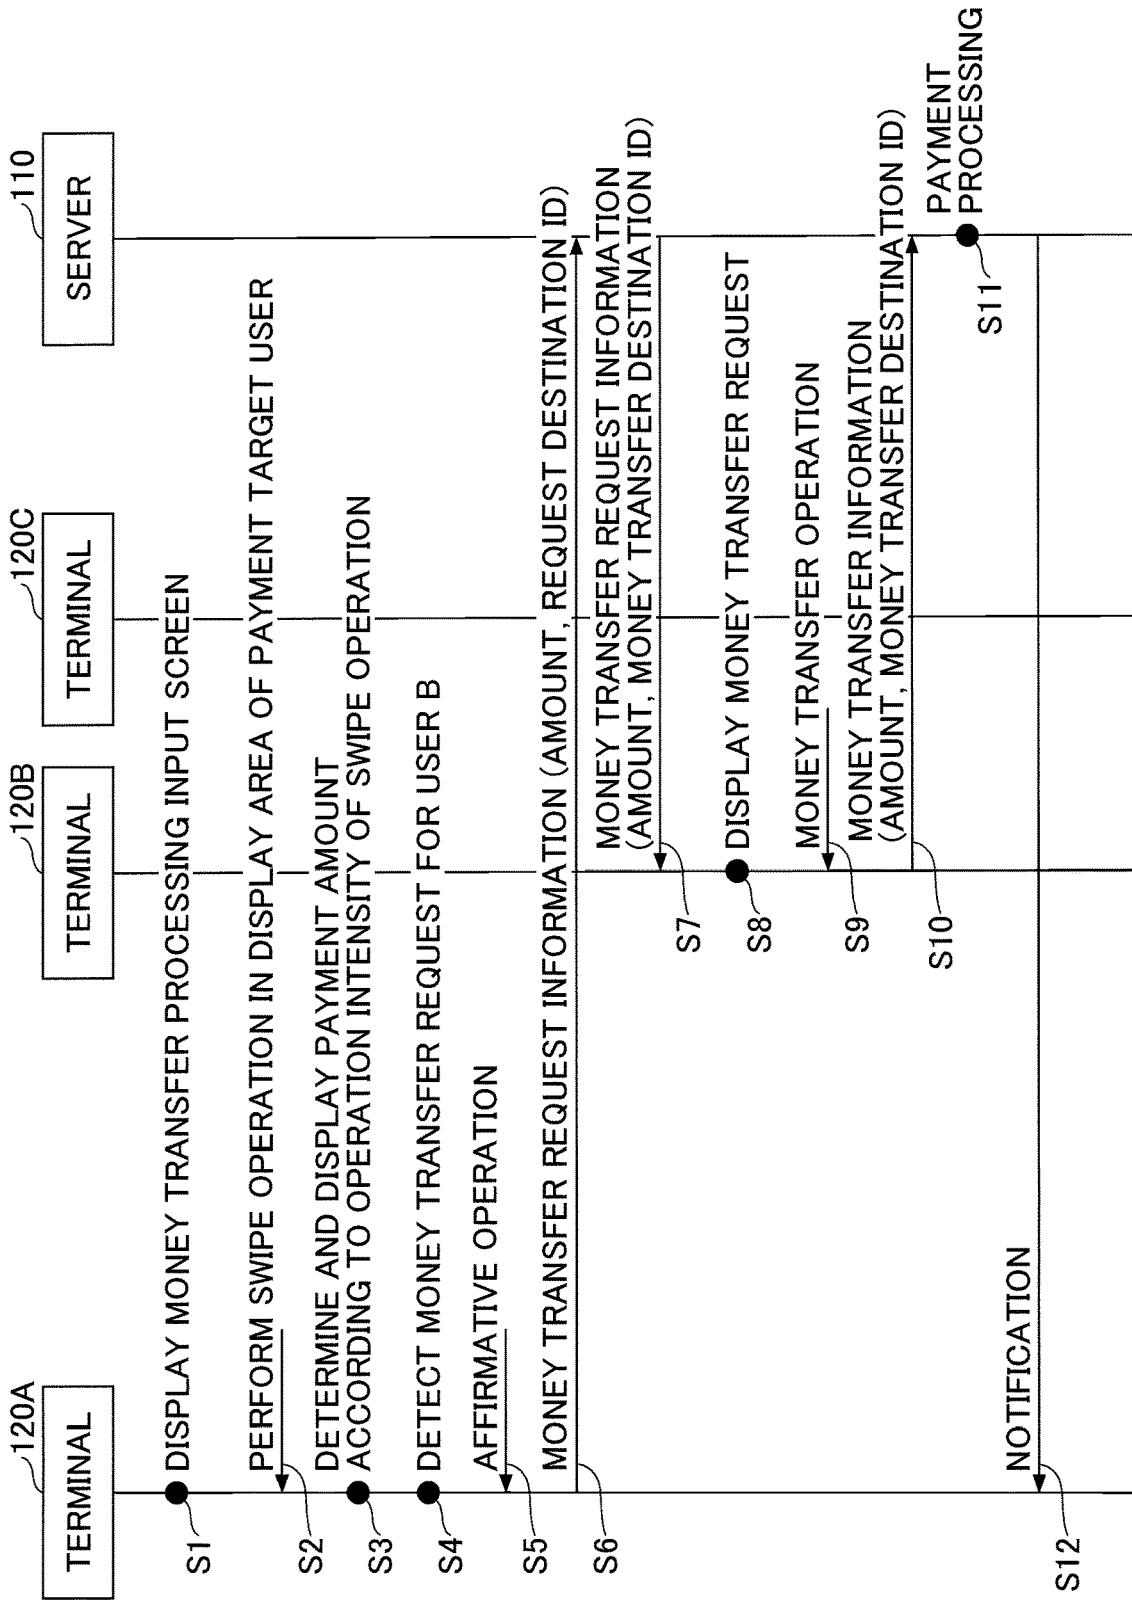 120A
TERMINAL
120B
TERMINAL
120C
TERMINAL
110
SERVER
S1
DISPLAY MONEY TRANSFER PROCESSING INPUT SCREEN
PERFORM SWIPE OPERATION IN DISPLAY AREA OF PAYMENT TARGET USER
S2
DETERMINE AND DISPLAY PAYMENT AMOUNT
ACCORDING TO OPERATION INTENSITY OF SWIPE OPERATION
S3
DETECT MONEY TRANSFER REQUEST FOR USER B
S4
AFFIRMATIVE OPERATION
S5
MONEY TRANSFER REQUEST INFORMATION (AMOUNT, REQUEST DESTINATION ID)
S6
MONEY TRANSFER REQUEST INFORMATION
(AMOUNT, MONEY TRANSFER DESTINATION ID)
S7
DISPLAY MONEY TRANSFER REQUEST
S8
MONEY TRANSFER OPERATION
S9
MONEY TRANSFER INFORMATION
(AMOUNT, MONEY TRANSFER DESTINATION ID)
S10
PAYMENT
PROCESSING
S11
NOTIFICATION
S12